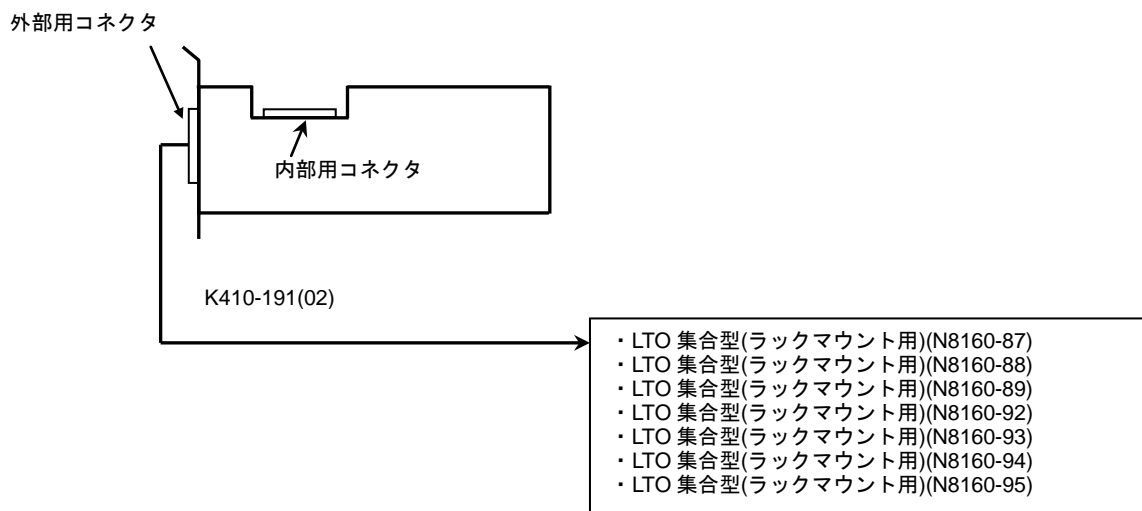 外部用コネクタ
内部用コネクタ
K410-191(02)
・LTO 集合型(ラックマウント用)(N8160-87)
・LTO 集合型(ラックマウント用)(N8160-88)
・LTO 集合型(ラックマウント用)(N8160-89)
・LTO 集合型(ラックマウント用)(N8160-92)
・LTO 集合型(ラックマウント用)(N8160-93)
・LTO 集合型(ラックマウント用)(N8160-94)
・LTO 集合型(ラックマウント用)(N8160-95)